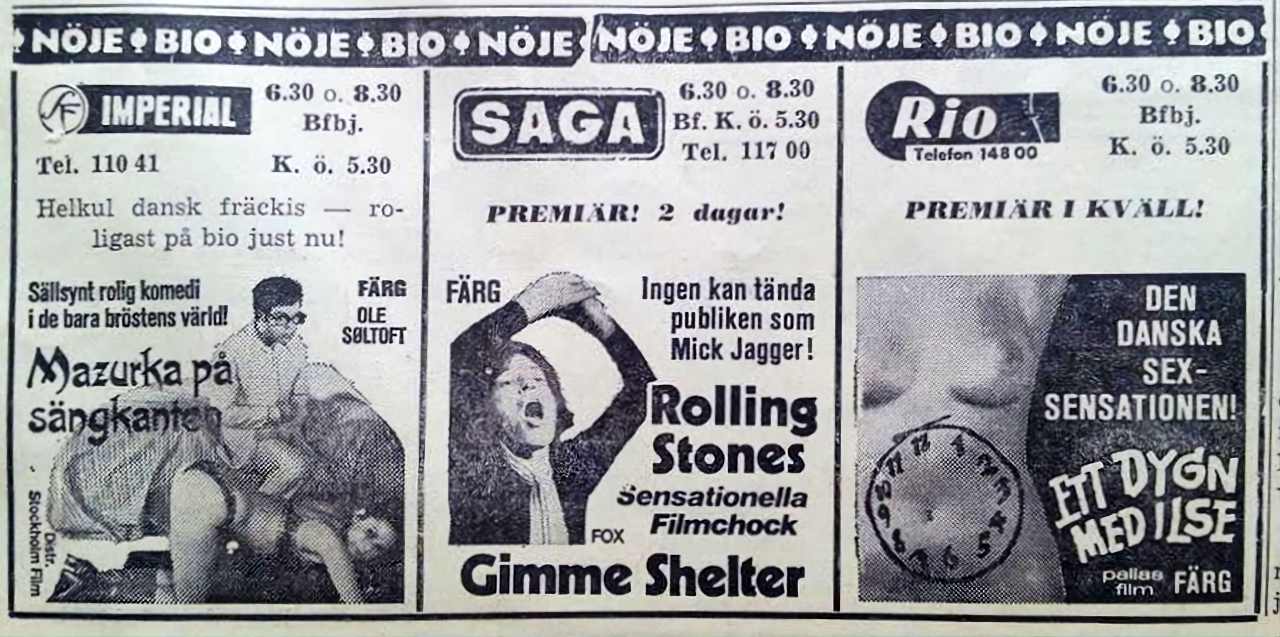 NÖJE BIO NÖJE BIO NÖJE NÖJE BIO NÖJE BIO NÖJE BIO
SF IMPERIAL
6.30 o. 8.30
Bfbj.
Tel. 110 41
K. ö. 5.30
Helkul dansk fräckis — ro-
ligast på bio just nu!
Sällsynt rolig komedi
i de bara bröstens värld!
FÄRG
OLE
SØLTOFT
Mazurka på
sängkanten
Distr.
Stockholm Film
SAGA
6.30 o. 8.30
Bf. K. ö. 5.30
Tel. 117 00
PREMIÄR! 2 dagar!
FÄRG
Ingen kan tända
publiken som
Mick Jagger!
Rolling
Stones
Sensationella
Filmchock
FOX
Gimme Shelter
Rio
Telefon 148 00
6.30 o. 8.30
Bfbj.
K. ö. 5.30
PREMIÄR I KVÄLL!
DEN
DANSKA
SEX-
SENSATIONEN!
ETT DYGN
MED ILSE
pallas
film
FÄRG